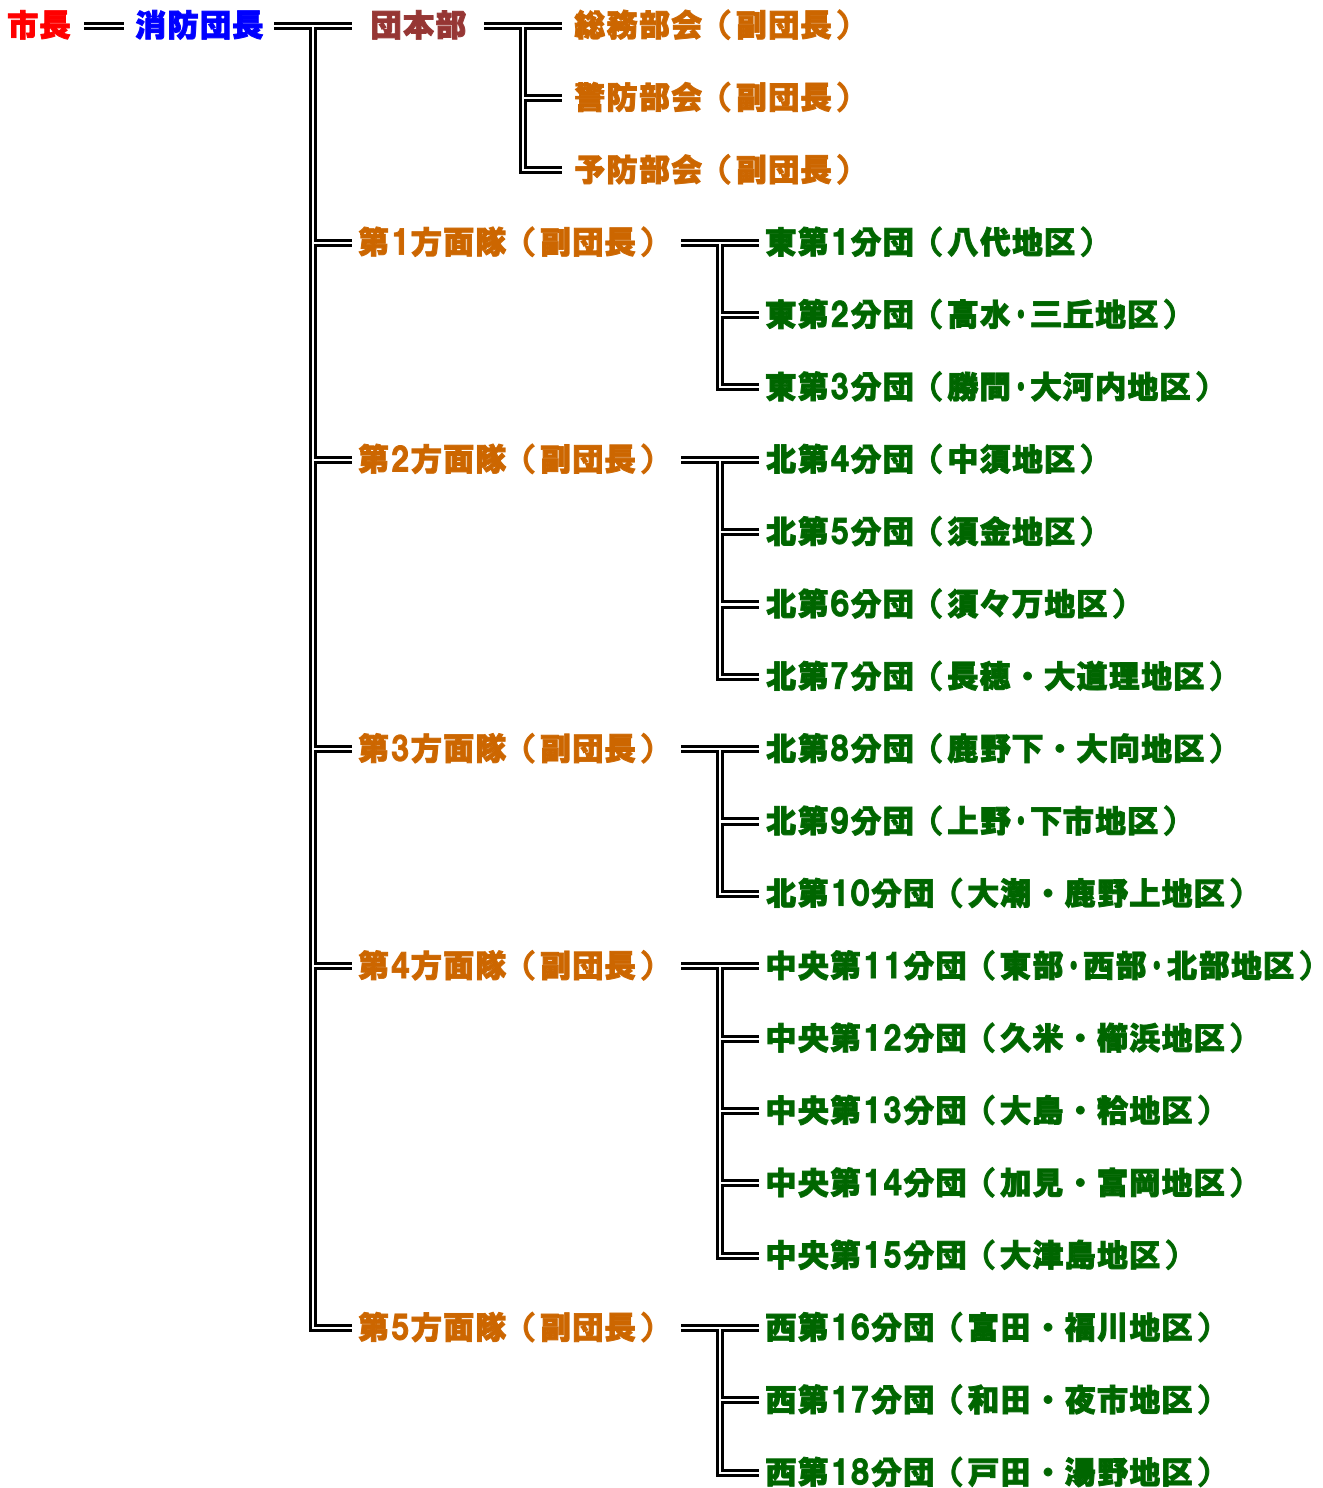 市長 消防団長 団本部 総務部会（副団長）
警防部会（副団長）
予防部会（副団長）
第1方面隊（副団長） 東第1分団（八代地区）
東第2分団（高水・三丘地区）
東第3分団（勝間・大河内地区）
第2方面隊（副団長） 北第4分団（中須地区）
北第5分団（須金地区）
北第6分団（須々万地区）
北第7分団（長穂・大道理地区）
第3方面隊（副団長） 北第8分団（鹿野下・大向地区）
北第9分団（上野・下市地区）
北第10分団（大潮・鹿野上地区）
第4方面隊（副団長） 中央第11分団（東部・西部・北部地区）
中央第12分団（久米・櫛浜地区）
中央第13分団（大島・粭地区）
中央第14分団（加見・富岡地区）
中央第15分団（大津島地区）
第5方面隊（副団長） 西第16分団（富田・福川地区）
西第17分団（和田・夜市地区）
西第18分団（戸田・湯野地区）